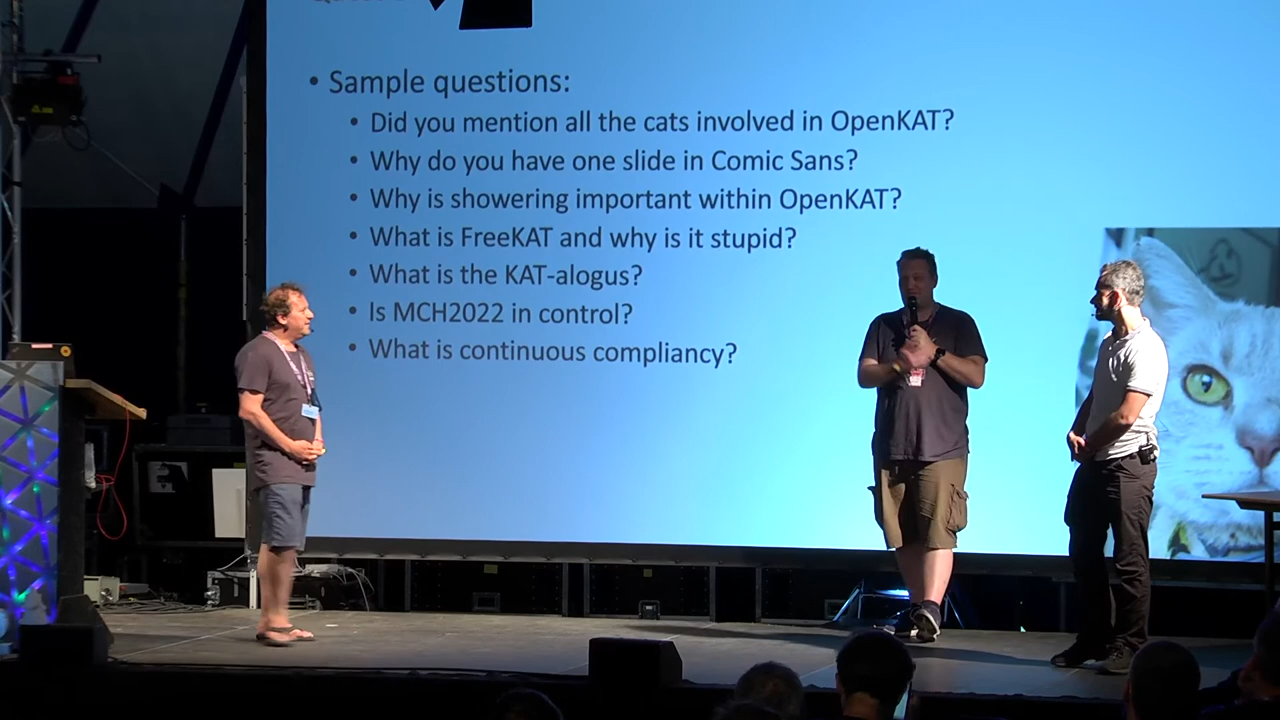 • Sample questions:
• Did you mention all the cats involved in OpenKAT?
• Why do you have one slide in Comic Sans?
• Why is showering important within OpenKAT?
• What is FreeKAT and why is it stupid?
• What is the KAT-alogus?
• Is MCH2022 in control?
• What is continuous compliancy?